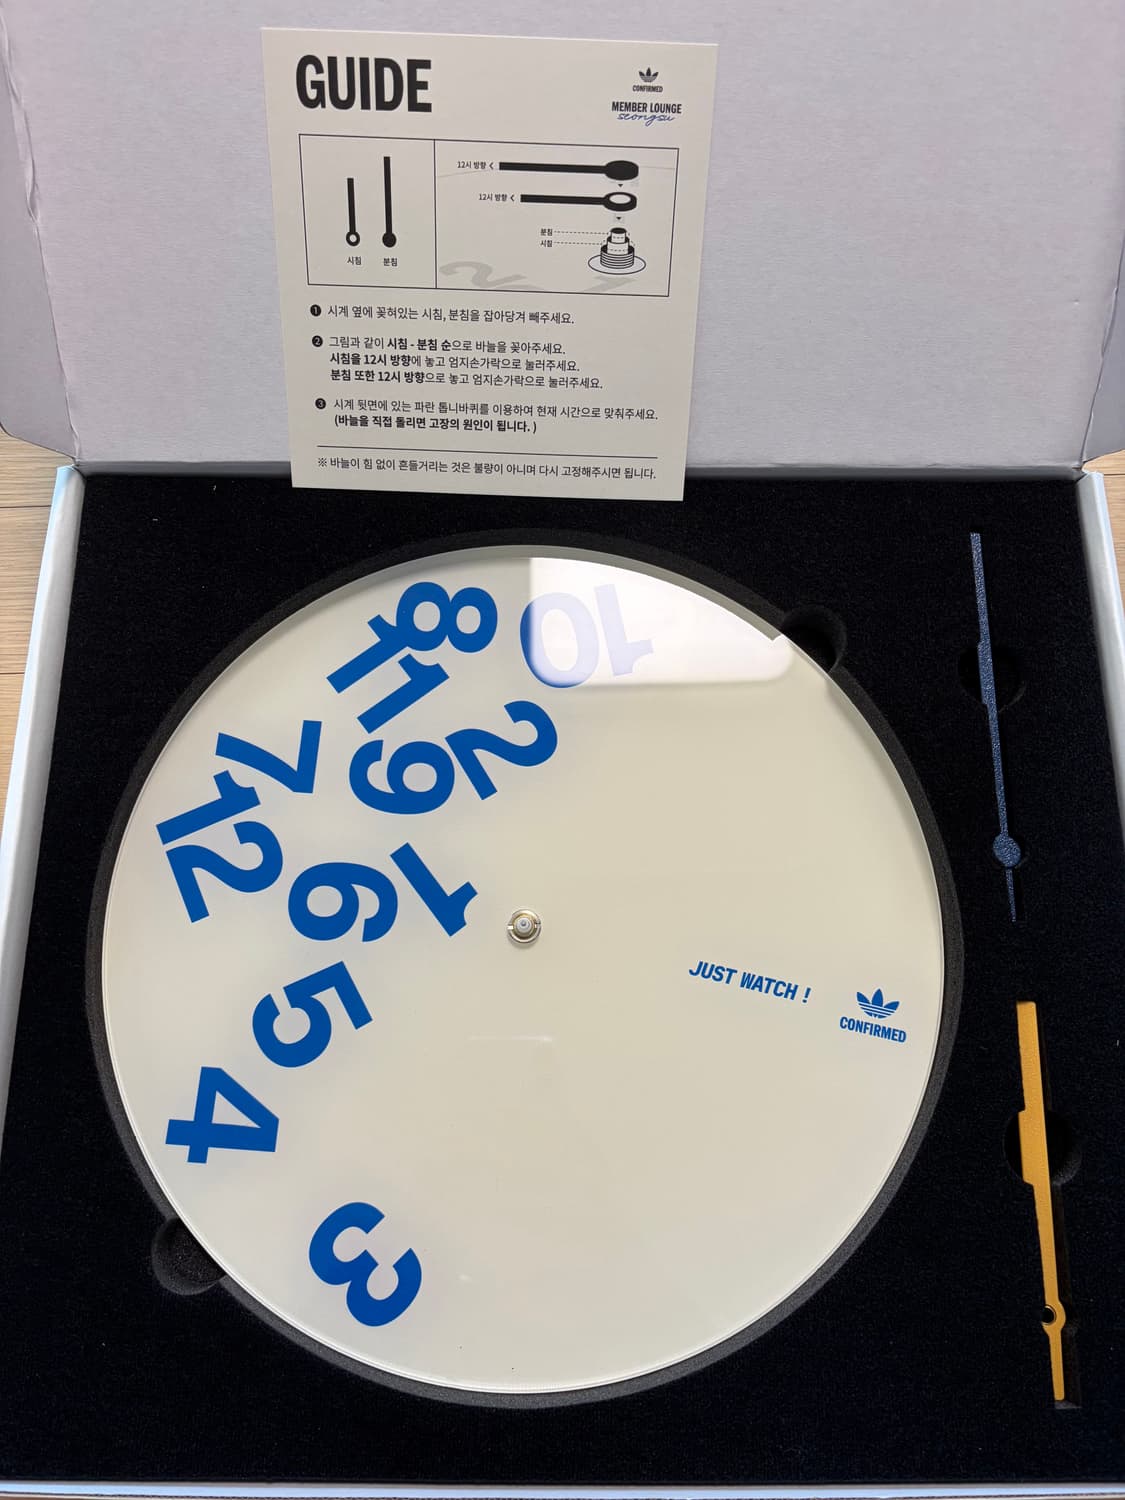 GUIDE
CONFIRMED
MEMBER LOUNGE
seongsu
12시 방향 <
12시 방향 <
분침
시침
시침
분침
❶ 시계 옆에 꽂혀있는 시침, 분침을 잡아당겨 빼주세요.
❷ 그림과 같이 시침 - 분침 순으로 바늘을 꽂아주세요.
시침을 12시 방향에 놓고 엄지손가락으로 눌러주세요.
분침 또한 12시 방향으로 놓고 엄지손가락으로 눌러주세요.
❸ 시계 뒷면에 있는 파란 톱니바퀴를 이용하여 현재 시간으로 맞춰주세요.
(바늘을 직접 돌리면 고장의 원인이 됩니다. )
※ 바늘이 힘 없이 흔들거리는 것은 불량이 아니며 다시 고정해주시면 됩니다.
8
10
11
2
7
9
12
6
1
5
4
3
JUST WATCH !
CONFIRMED